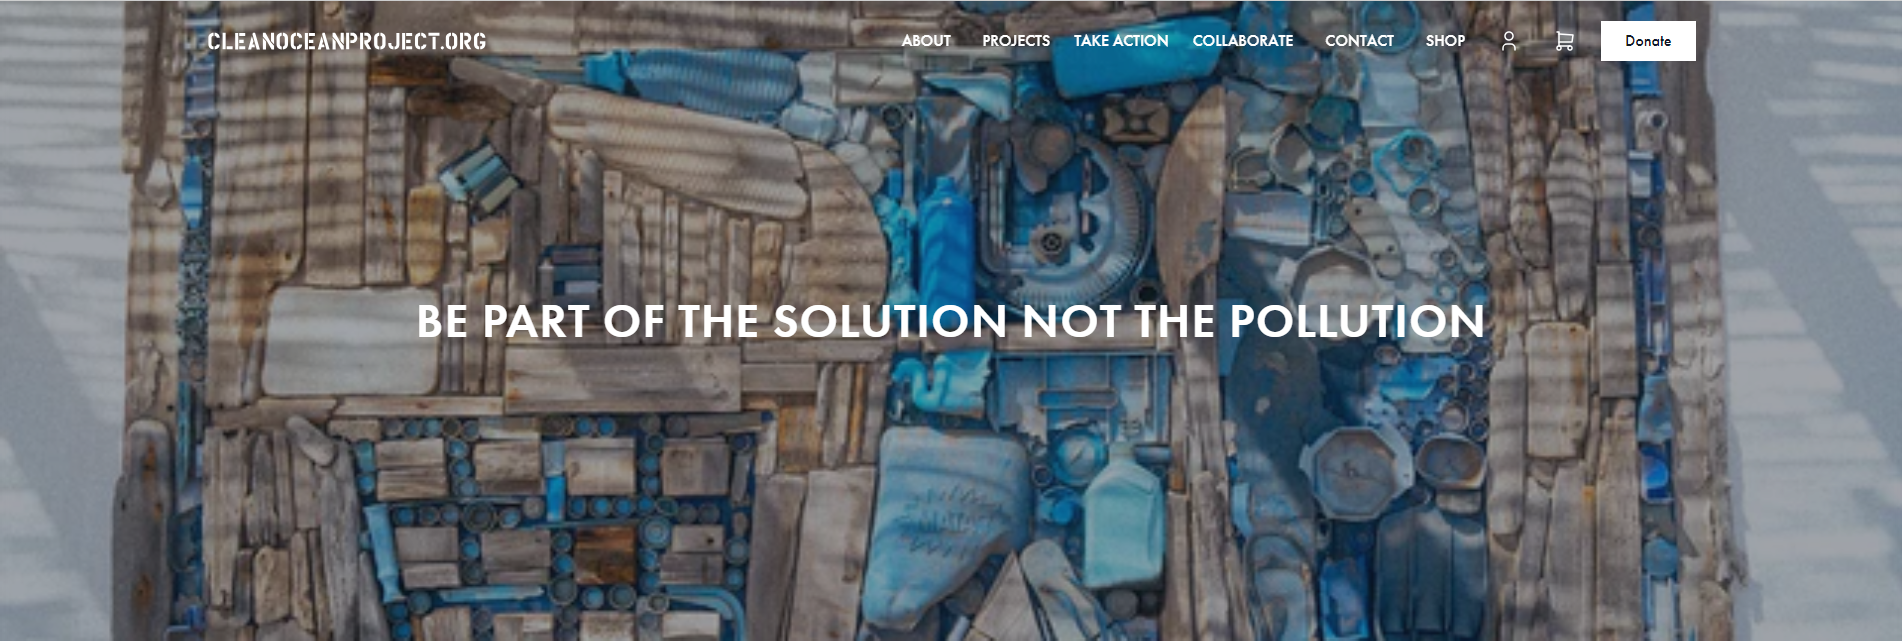 CLEANOCEANPROJECT.ORG
ABOUT PROJECTS TAKE ACTION COLLABORATE CONTACT SHOP Donate
BE PART OF THE SOLUTION NOT THE POLLUTION